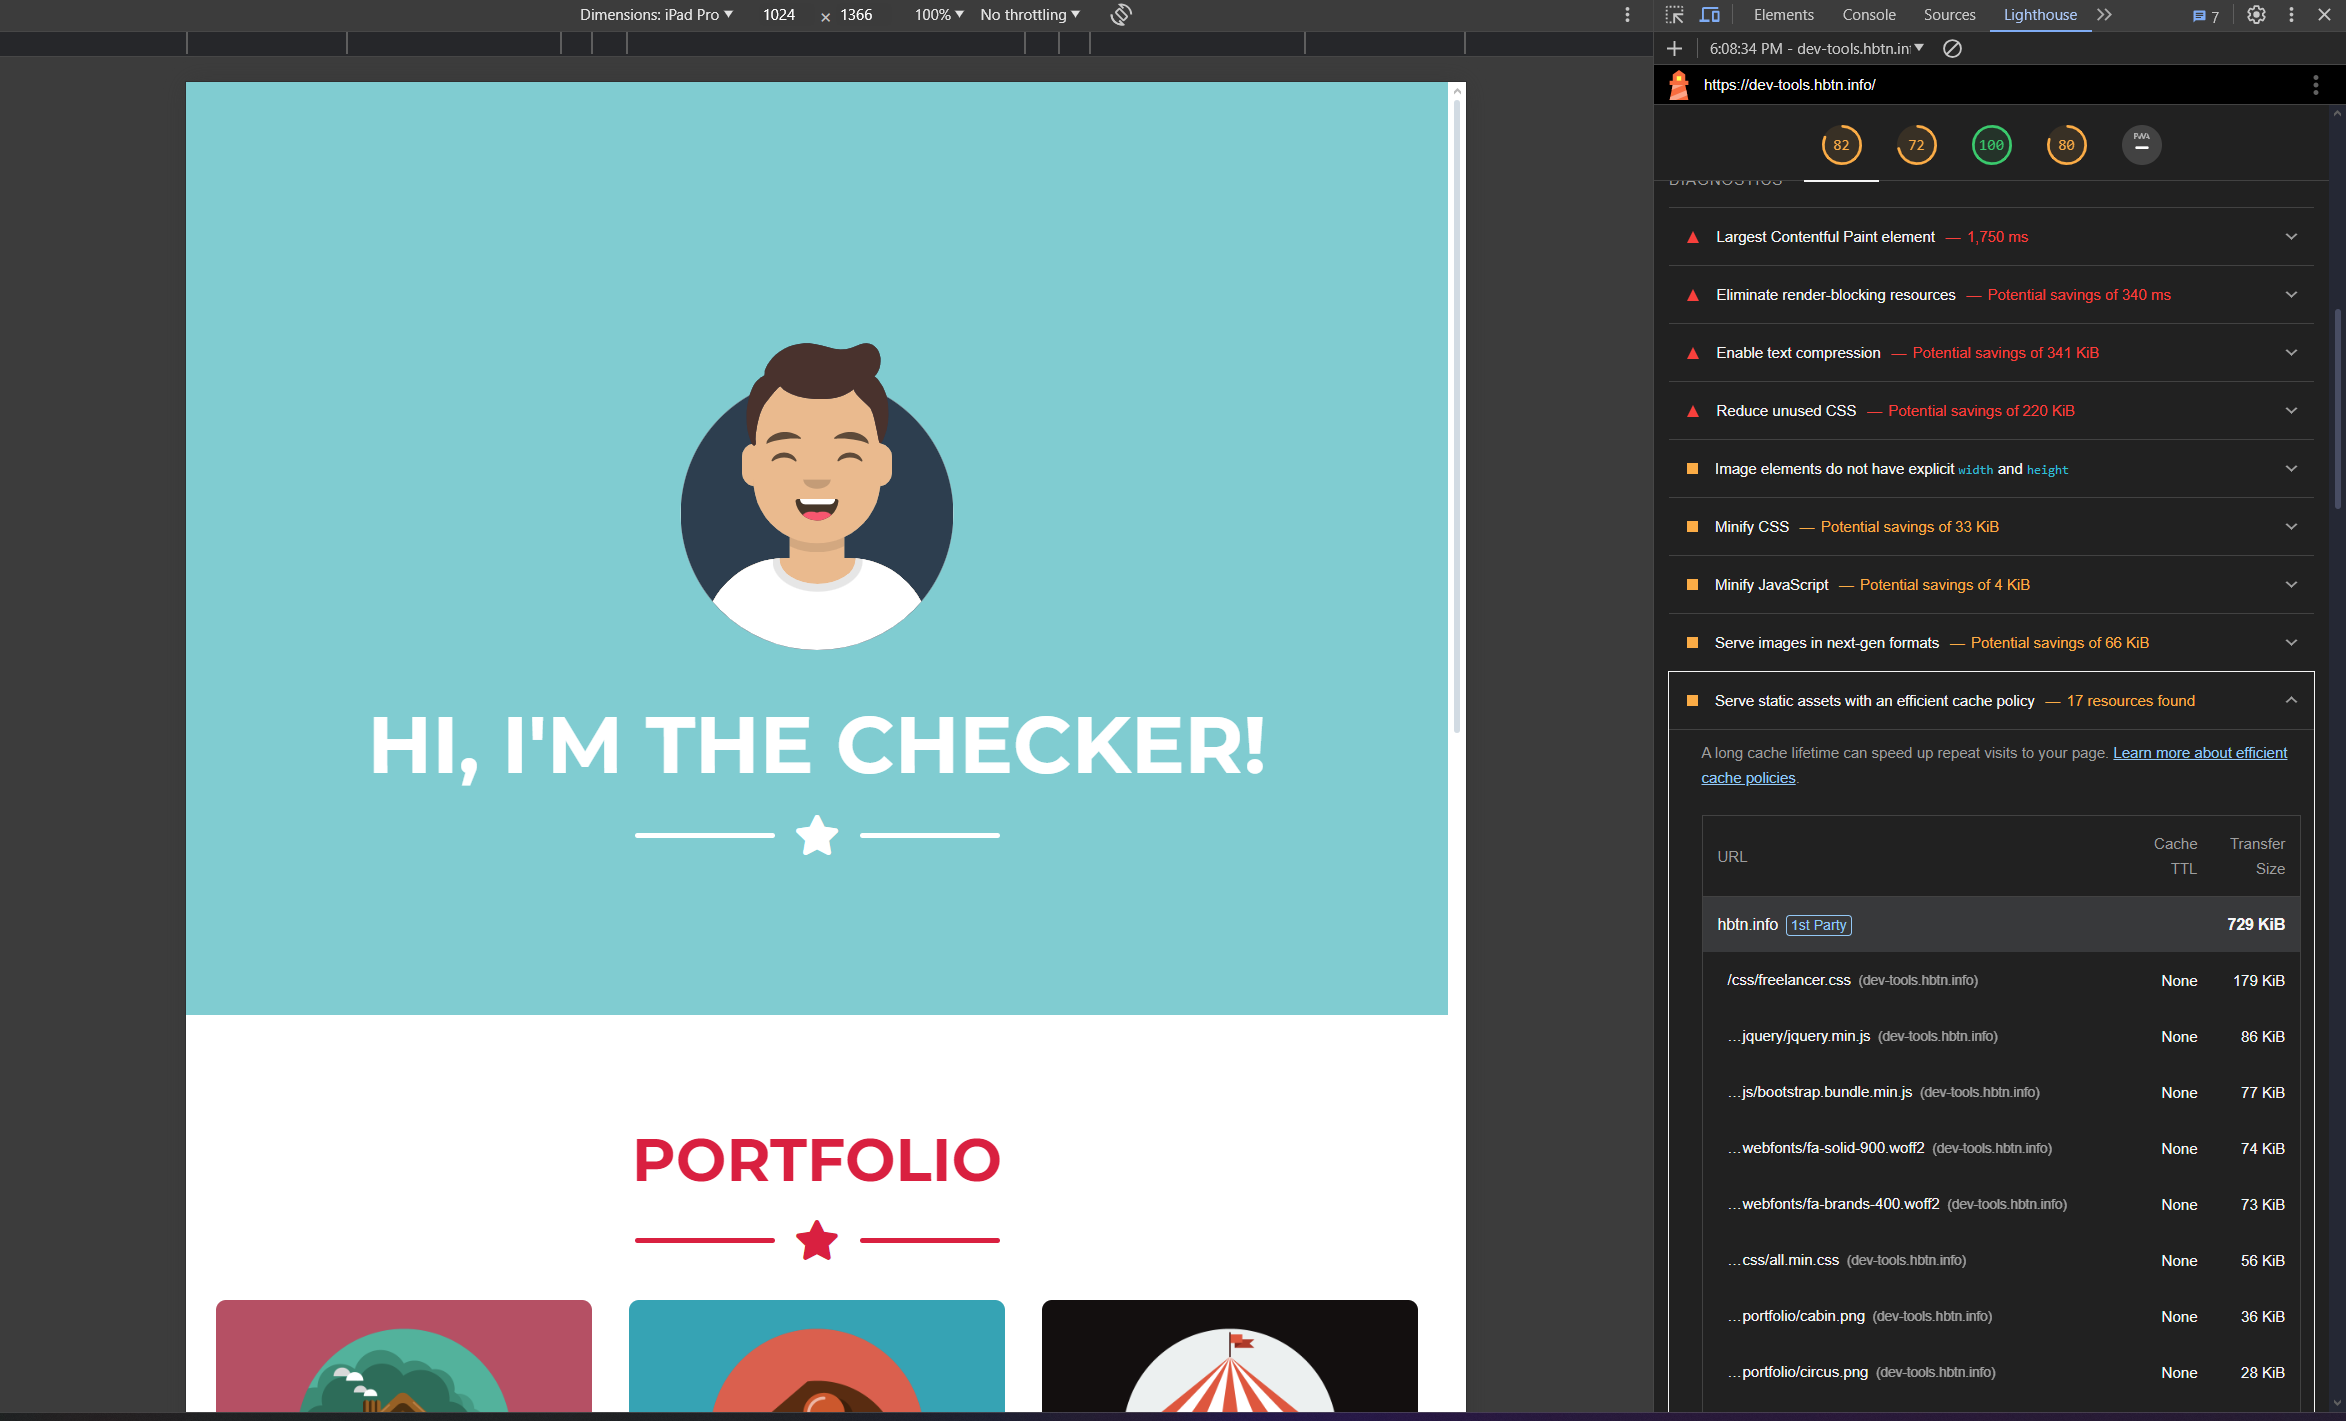 Dimensions: iPad Pro 1024 × 1366 100% No throttling
Elements Console Sources Lighthouse 7
6:08:34 PM - dev-tools.hbtn.in
https://dev-tools.hbtn.info/
82 72 100 80 PWA
DIAGNOSTICS
Largest Contentful Paint element — 1,750 ms
Eliminate render-blocking resources — Potential savings of 340 ms
Enable text compression — Potential savings of 341 KiB
Reduce unused CSS — Potential savings of 220 KiB
Image elements do not have explicit width and height
Minify CSS — Potential savings of 33 KiB
Minify JavaScript — Potential savings of 4 KiB
Serve images in next-gen formats — Potential savings of 66 KiB
Serve static assets with an efficient cache policy — 17 resources found
A long cache lifetime can speed up repeat visits to your page. Learn more about efficient
cache policies.
URL Cache TTL Transfer Size
hbtn.info 1st Party 729 KiB
/css/freelancer.css (dev-tools.hbtn.info) None 179 KiB
…jquery/jquery.min.js (dev-tools.hbtn.info) None 86 KiB
…js/bootstrap.bundle.min.js (dev-tools.hbtn.info) None 77 KiB
…webfonts/fa-solid-900.woff2 (dev-tools.hbtn.info) None 74 KiB
…webfonts/fa-brands-400.woff2 (dev-tools.hbtn.info) None 73 KiB
…css/all.min.css (dev-tools.hbtn.info) None 56 KiB
…portfolio/cabin.png (dev-tools.hbtn.info) None 36 KiB
…portfolio/circus.png (dev-tools.hbtn.info) None 28 KiB
HI, I'M THE CHECKER!
PORTFOLIO